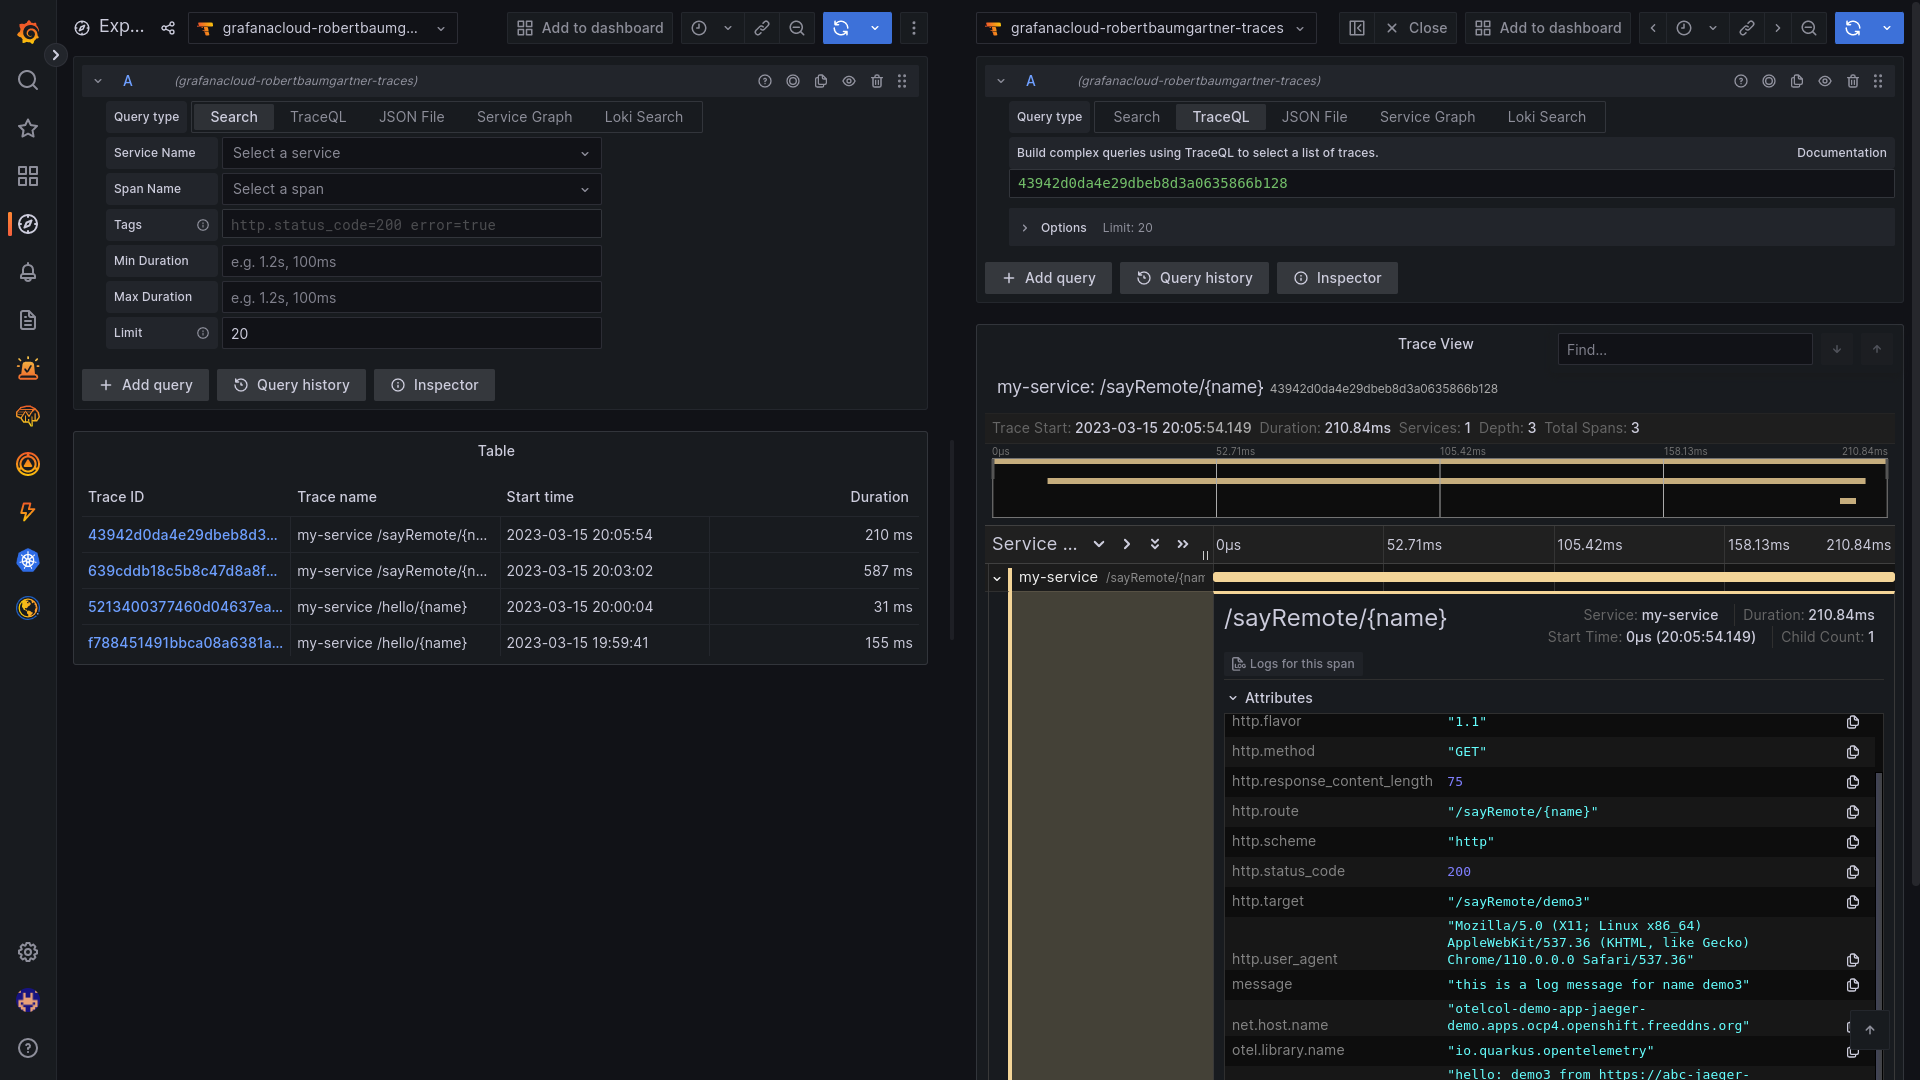 Exp...
grafanacloud-robertbaumg...
Add to dashboard
A
(grafanacloud-robertbaumgartner-traces)
Query type
Search
TraceQL
JSON File
Service Graph
Loki Search
Service Name
Select a service
Span Name
Select a span
Tags
http.status_code=200 error=true
Min Duration
e.g. 1.2s, 100ms
Max Duration
e.g. 1.2s, 100ms
Limit
20
Add query
Query history
Inspector
Table
Trace ID Trace name Start time Duration
43942d0da4e29dbeb8d3... my-service /sayRemote/{n... 2023-03-15 20:05:54 210 ms
639cddb18c5b8c47d8a8f... my-service /sayRemote/{n... 2023-03-15 20:03:02 587 ms
5213400377460d04637ea... my-service /hello/{name} 2023-03-15 20:00:04 31 ms
f788451491bbca08a6381a... my-service /hello/{name} 2023-03-15 19:59:41 155 ms
grafanacloud-robertbaumgartner-traces
Close
Add to dashboard
A
(grafanacloud-robertbaumgartner-traces)
Query type
Search
TraceQL
JSON File
Service Graph
Loki Search
Build complex queries using TraceQL to select a list of traces.
Documentation
43942d0da4e29dbeb8d3a0635866b128
Options Limit: 20
Add query
Query history
Inspector
Trace View
Find...
my-service: /sayRemote/{name} 43942d0da4e29dbeb8d3a0635866b128
Trace Start: 2023-03-15 20:05:54.149 Duration: 210.84ms Services: 1 Depth: 3 Total Spans: 3
0μs 52.71ms 105.42ms 158.13ms 210.84ms
Service ... 0μs 52.71ms 105.42ms 158.13ms 210.84ms
my-service /sayRemote/{nam
/sayRemote/{name}
Service: my-service Duration: 210.84ms
Start Time: 0μs (20:05:54.149) Child Count: 1
Logs for this span
Attributes
http.flavor "1.1"
http.method "GET"
http.response_content_length 75
http.route "/sayRemote/{name}"
http.scheme "http"
http.status_code 200
http.target "/sayRemote/demo3"
"Mozilla/5.0 (X11; Linux x86_64)
AppleWebKit/537.36 (KHTML, like Gecko)
http.user_agent Chrome/110.0.0.0 Safari/537.36"
message "this is a log message for name demo3"
"otelcol-demo-app-jaeger-
net.host.name demo.apps.ocp4.openshift.freeddns.org"
otel.library.name "io.quarkus.opentelemetry"
"hello: demo3 from https://abc-jaeger-